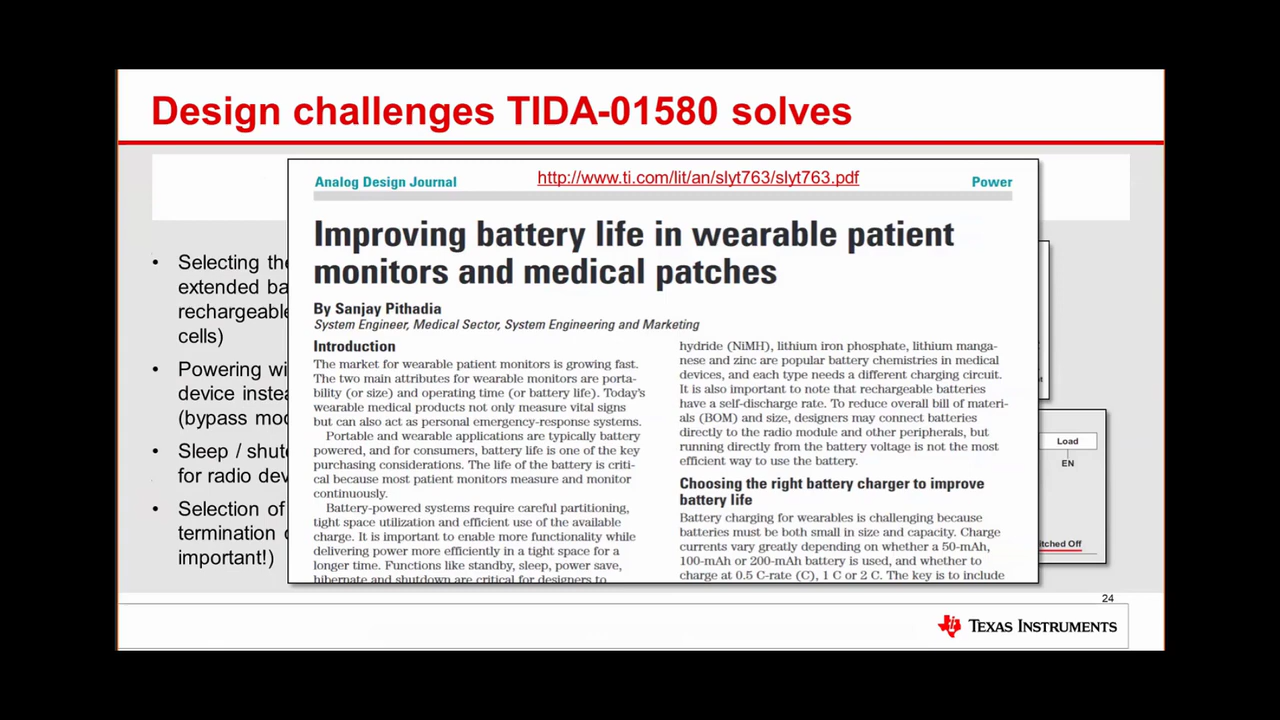 Design challenges TIDA-01580 solves
Selecting the
extended ba
rechargeable
cells)
Powering wi
device inste
(bypass mod
Sleep / shut
for radio dev
Selection of
termination
important!)
Analog Design Journal
http://www.ti.com/lit/an/slyt763/slyt763.pdf
Power
Improving battery life in wearable patient
monitors and medical patches
By Sanjay Pithadia
System Engineer, Medical Sector, System Engineering and Marketing
Introduction
The market for wearable patient monitors is growing fast.
The two main attributes for wearable monitors are porta-
bility (or size) and operating time (or battery life). Today's
wearable medical products not only measure vital signs
but can also act as personal emergency-response systems.
Portable and wearable applications are typically battery
powered, and for consumers, battery life is one of the key
purchasing considerations. The life of the battery is criti-
cal because most patient monitors measure and monitor
continuously.
Battery-powered systems require careful partitioning,
tight space utilization and efficient use of the available
charge. It is important to enable more functionality while
delivering power more efficiently in a tight space for a
longer time. Functions like standby, sleep, power save,
hibernate and shutdown are critical for designers to
hydride (NiMH), lithium iron phosphate, lithium manga-
nese and zinc are popular battery chemistries in medical
devices, and each type needs a different charging circuit.
It is also important to note that rechargeable batteries
have a self-discharge rate. To reduce overall bill of materi-
als (BOM) and size, designers may connect batteries
directly to the radio module and other peripherals, but
running directly from the battery voltage is not the most
efficient way to use the battery.
Choosing the right battery charger to improve
battery life
Battery charging for wearables is challenging because
batteries must be both small in size and capacity. Charge
currents vary greatly depending on whether a 50-mAh,
100-mAh or 200-mAh battery is used, and whether to
charge at 0.5 C-rate (C), 1 C or 2 C. The key is to include
Load
EN
itched Off
24
TEXAS INSTRUMENTS